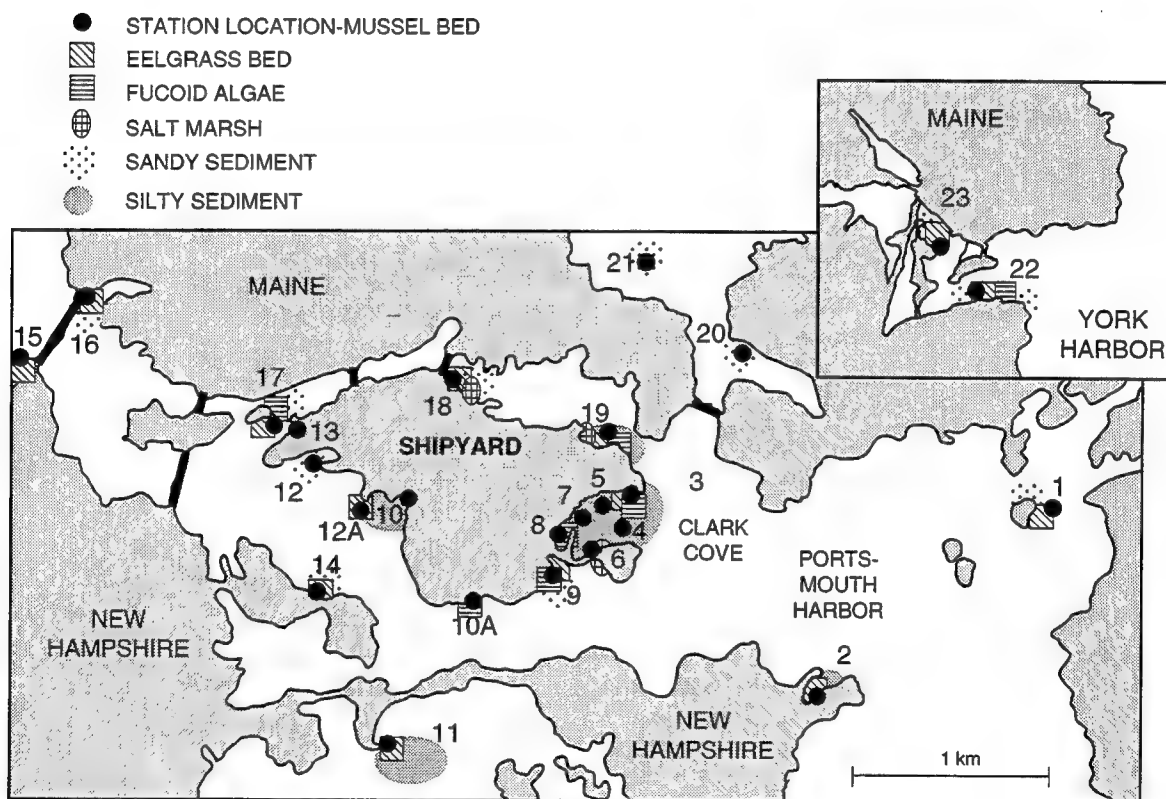 STATION LOCATION-MUSSEL BED
EELGRASS BED
FUCOID ALGAE
SALT MARSH
SANDY SEDIMENT
SILTY SEDIMENT
MAINE
23
22
YORK
HARBOR
MAINE
21
20
15
16
17
18
19
13
SHIPYARD
12
12A
10
5
7
8
4
6
3
CLARK
COVE
1
PORTS-
MOUTH
HARBOR
14
9
10A
NEW
HAMPSHIRE
2
11
NEW
HAMPSHIRE
1 km